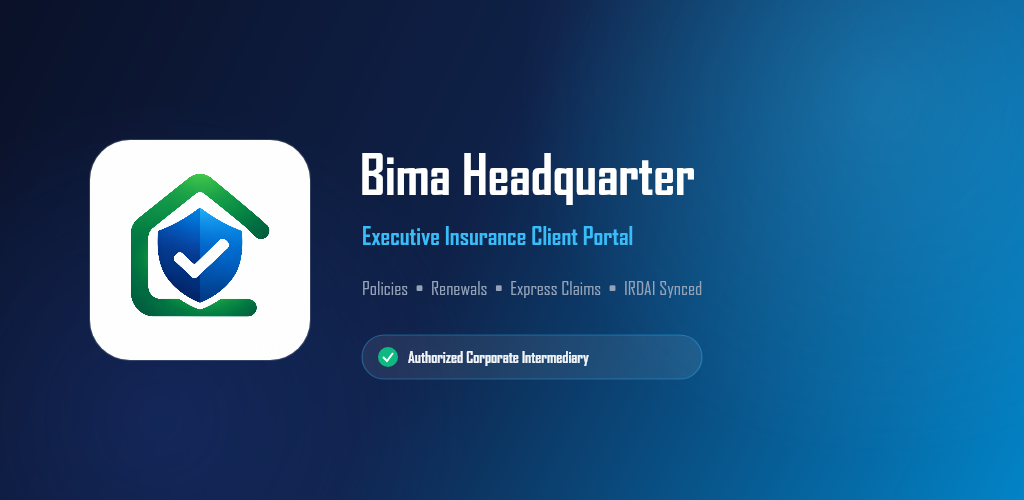 Bima Headquarter
Executive Insurance Client Portal
Policies ▪ Renewals ▪ Express Claims ▪ IRDAI Synced
Authorized Corporate Intermediary